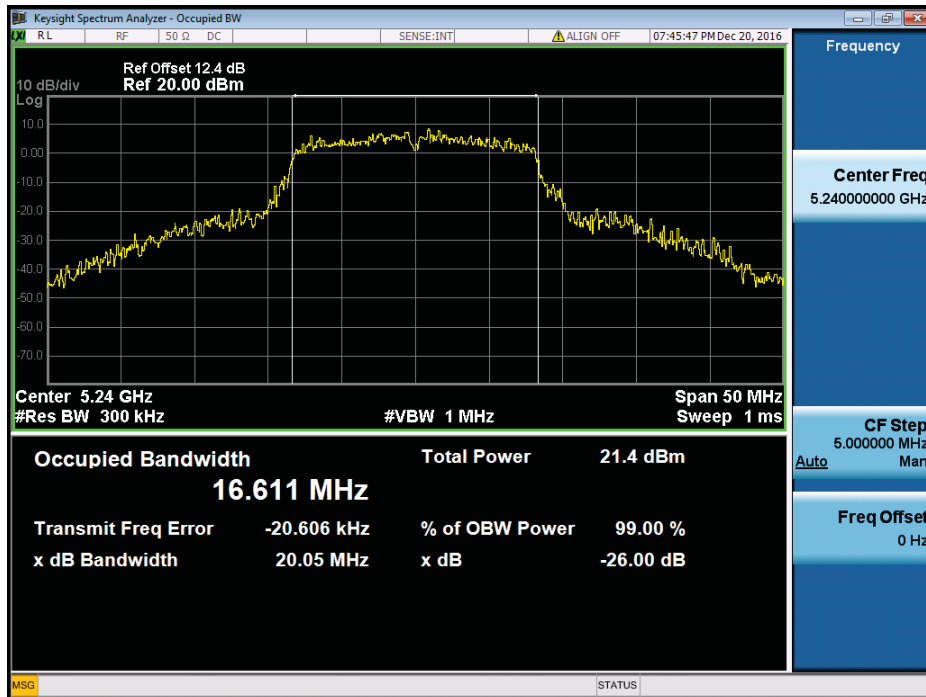 Keysight Spectrum Analyzer - Occupied BW
LXI RL RF 50 Ω DC SENSE:INT ALIGN OFF 07:45:47 PM Dec 20, 2016
Frequency
Ref Offset 12.4 dB
10 dB/div Ref 20.00 dBm
Log
10.0
0.00
-10.0
-20.0
-30.0
-40.0
-50.0
-60.0
-70.0
Center 5.24 GHz Span 50 MHz
#Res BW 300 kHz #VBW 1 MHz Sweep 1 ms
Occupied Bandwidth Total Power 21.4 dBm
16.611 MHz
Transmit Freq Error -20.606 kHz % of OBW Power 99.00 %
x dB Bandwidth 20.05 MHz x dB -26.00 dB
Center Freq
5.240000000 GHz
CF Step
5.000000 MHz
Auto Man
Freq Offset
0 Hz
MSG STATUS